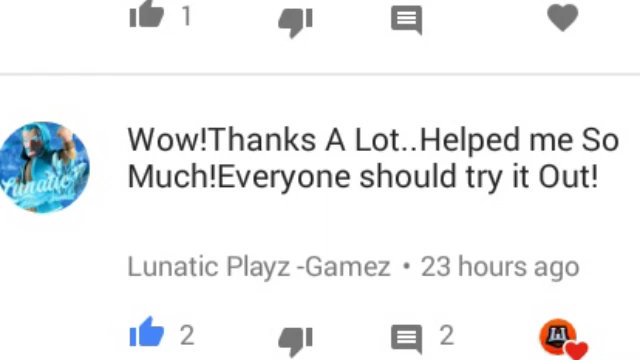 1
Wow!Thanks A Lot..Helped me So
Much!Everyone should try it Out!
Lunatic
Lunatic Playz -Gamez • 23 hours ago
2 2